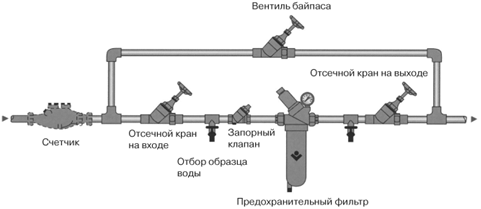 Вентиль байпаса
Отсечной кран на выходе
Счетчик
Отсечной кран
на входе
Запорный
клапан
Отбор образца
воды
Предохранительный фильтр